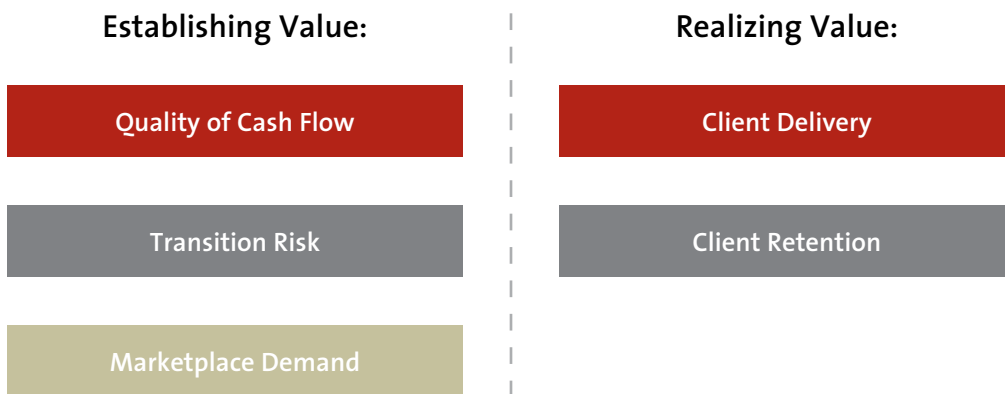 Establishing Value:
Quality of Cash Flow
Transition Risk
Marketplace Demand
Realizing Value:
Client Delivery
Client Retention